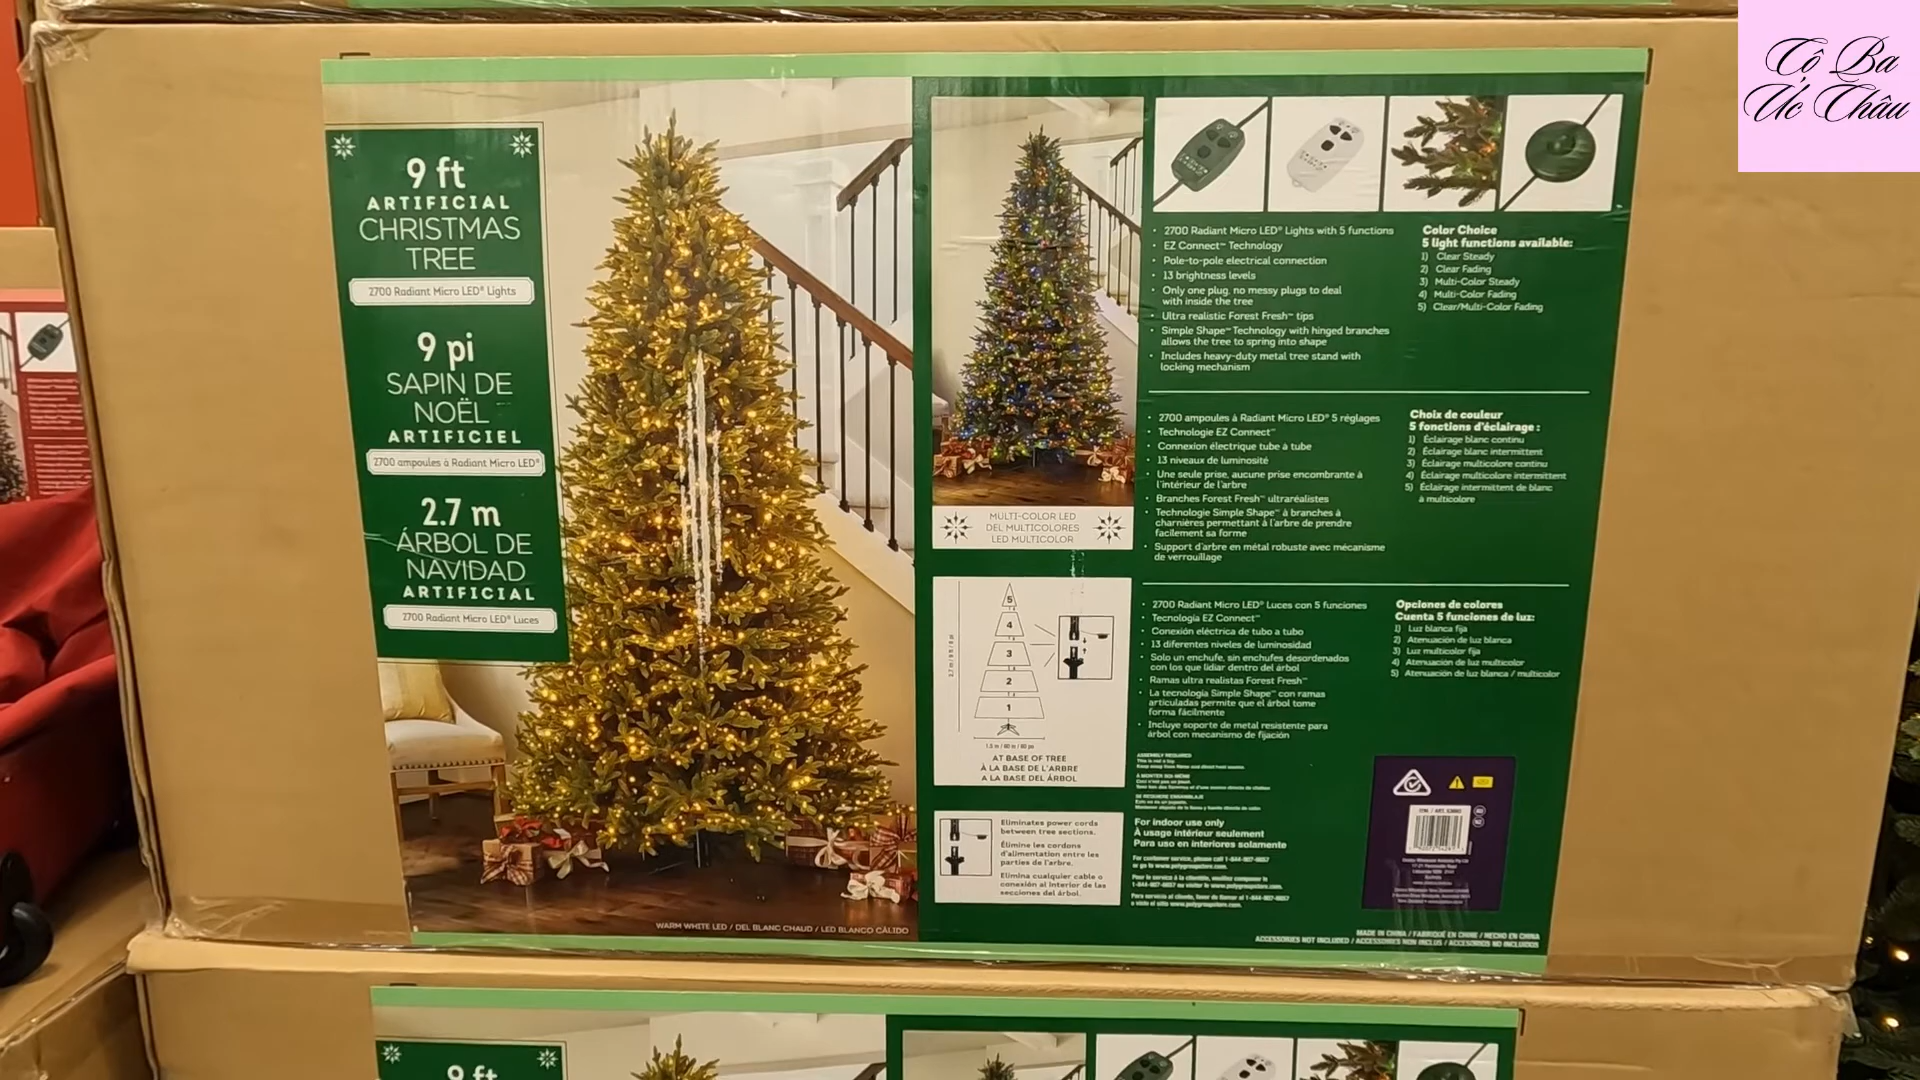 Cô Ba
Úc Châu
9 ft
ARTIFICIAL
CHRISTMAS
TREE
2700 Radiant Micro LED® Lights
9 pi
SAPIN DE
NOËL
ARTIFICIEL
2700 ampoules à Radiant Micro LED®
2.7 m
ÁRBOL DE
NAVIDAD
ARTIFICIAL
2700 Radiant Micro LED® Luces
WARM WHITE LED / DEL BLANC CHAUD / LED BLANCO CÁLIDO
MULTI-COLOR LED
DEL MULTICOLORES
LED MULTICOLOR
5
4
3
2
1
AT BASE OF TREE
À LA BASE DE L'ARBRE
A LA BASE DEL ÁRBOL
Eliminates power cords
between tree sections.
Élimine les cordons
d'alimentation entre les
parties de l'arbre.
Elimina cualquier cable o
conexión al interior de las
secciones del árbol.
• 2700 Radiant Micro LED® Lights with 5 functions
• EZ Connect™ Technology
• Pole-to-pole electrical connection
• 13 brightness levels
• Only one plug, no messy plugs to deal
with inside the tree
• Ultra realistic Forest Fresh™ tips
• Simple Shape™ Technology with hinged branches
allows the tree to spring into shape
• Includes heavy-duty metal tree stand with
locking mechanism
Color Choice
5 light functions available:
1) Clear Steady
2) Clear Fading
3) Multi-Color Steady
4) Multi-Color Fading
5) Clear/Multi-Color Fading
• 2700 ampoules à Radiant Micro LED® 5 réglages
• Technologie EZ Connect™
• Connexion électrique tube à tube
• 13 niveaux de luminosité
• Une seule prise, aucune prise encombrante à
l'intérieur de l'arbre
• Branches Forest Fresh™ ultraréalistes
• Technologie Simple Shape™ à branches à
charnières permettant à l'arbre de prendre
facilement sa forme
• Support d'arbre en métal robuste avec mécanisme
de verrouillage
Choix de couleur
5 fonctions d'éclairage :
1) Éclairage blanc continu
2) Éclairage blanc intermittent
3) Éclairage multicolore continu
4) Éclairage multicolore intermittent
5) Éclairage intermittent de blanc
à multicolore
• 2700 Radiant Micro LED® Luces con 5 funciones
• Tecnología EZ Connect™
• Conexión eléctrica de tubo a tubo
• 13 diferentes niveles de luminosidad
• Solo un enchufe, sin enchufes desordenados
con los que lidiar dentro del árbol
• Ramas ultra realistas Forest Fresh™
• La tecnología Simple Shape™ con ramas
articuladas permite que el árbol tome
forma fácilmente
• Incluye soporte de metal resistente para
árbol con mecanismo de fijación
Opciones de colores
Cuenta 5 funciones de luz:
1) Luz blanca fija
2) Atenuación de luz blanca
3) Luz multicolor fija
4) Atenuación de luz multicolor
5) Atenuación de luz blanca / multicolor
ASSEMBLY REQUIRED
For indoor use only
À usage intérieur seulement
Para uso en interiores solamente
For customer service, please call 1-844-907-0057
or go to www.polygroupstore.com.
MADE IN CHINA / FABRIQUÉ EN CHINE / HECHO EN CHINA
ACCESSORIES NOT INCLUDED / ACCESSOIRES NON INCLUS / ACCESORIOS NO INCLUIDOS
9 ft